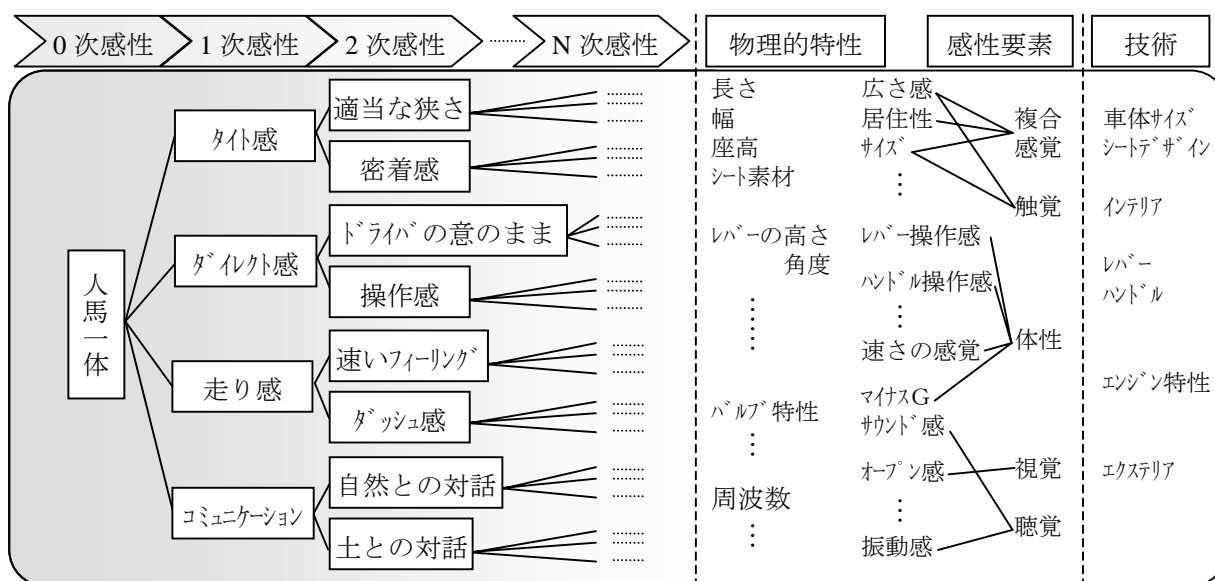 0 次感性
1 次感性
2 次感性
………
N 次感性
物理的特性
感性要素
技術
人馬一体
ﾀｲﾄ感
ﾀﾞｲﾚｸﾄ感
走り感
ｺﾐｭﾆｹｰｼｮﾝ
適当な狭さ
密着感
ﾄﾞﾗｲﾊﾞの意のまま
操作感
速いﾌｨｰﾘﾝｸﾞ
ﾀﾞｯｼｭ感
自然との対話
土との対話
長さ
幅
座高
ｼｰﾄ素材
ﾚﾊﾞｰの高さ
角度
ﾊﾞﾙﾌﾞ特性
周波数
広さ感
居住性
ｻｲｽﾞ
ﾚﾊﾞｰ操作感
ﾊﾝﾄﾞﾙ操作感
速さの感覚
ﾏｲﾅｽG
ｻｳﾝﾄﾞ感
ｵｰﾌﾟﾝ感
振動感
複合
感覚
触覚
体性
視覚
聴覚
車体ｻｲｽﾞ
ｼｰﾄﾃﾞｻﾞｲﾝ
ｲﾝﾃﾘｱ
ﾚﾊﾞｰ
ﾊﾝﾄﾞﾙ
ｴﾝｼﾞﾝ特性
ｴｸｽﾃﾘｱ